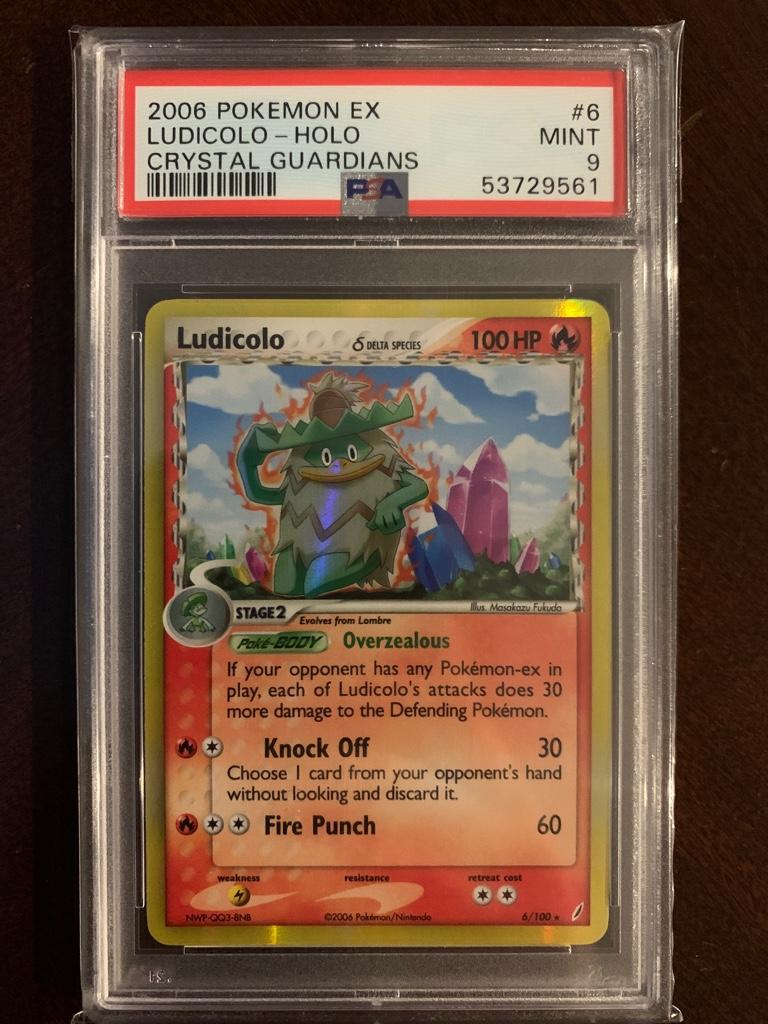 2006 POKEMON EX #6
LUDICOLO – HOLO MINT
CRYSTAL GUARDIANS 9
PSA 53729561
Ludicolo δ DELTA SPECIES 100 HP
STAGE2 Illus. Masakazu Fukuda
Evolves from Lombre
Poké-BODY Overzealous
If your opponent has any Pokémon-ex in
play, each of Ludicolo's attacks does 30
more damage to the Defending Pokémon.
Knock Off 30
Choose 1 card from your opponent's hand
without looking and discard it.
Fire Punch 60
weakness resistance retreat cost
NWP-QQ3-8NB ©2006 Pokémon/Nintendo 6/100 ★